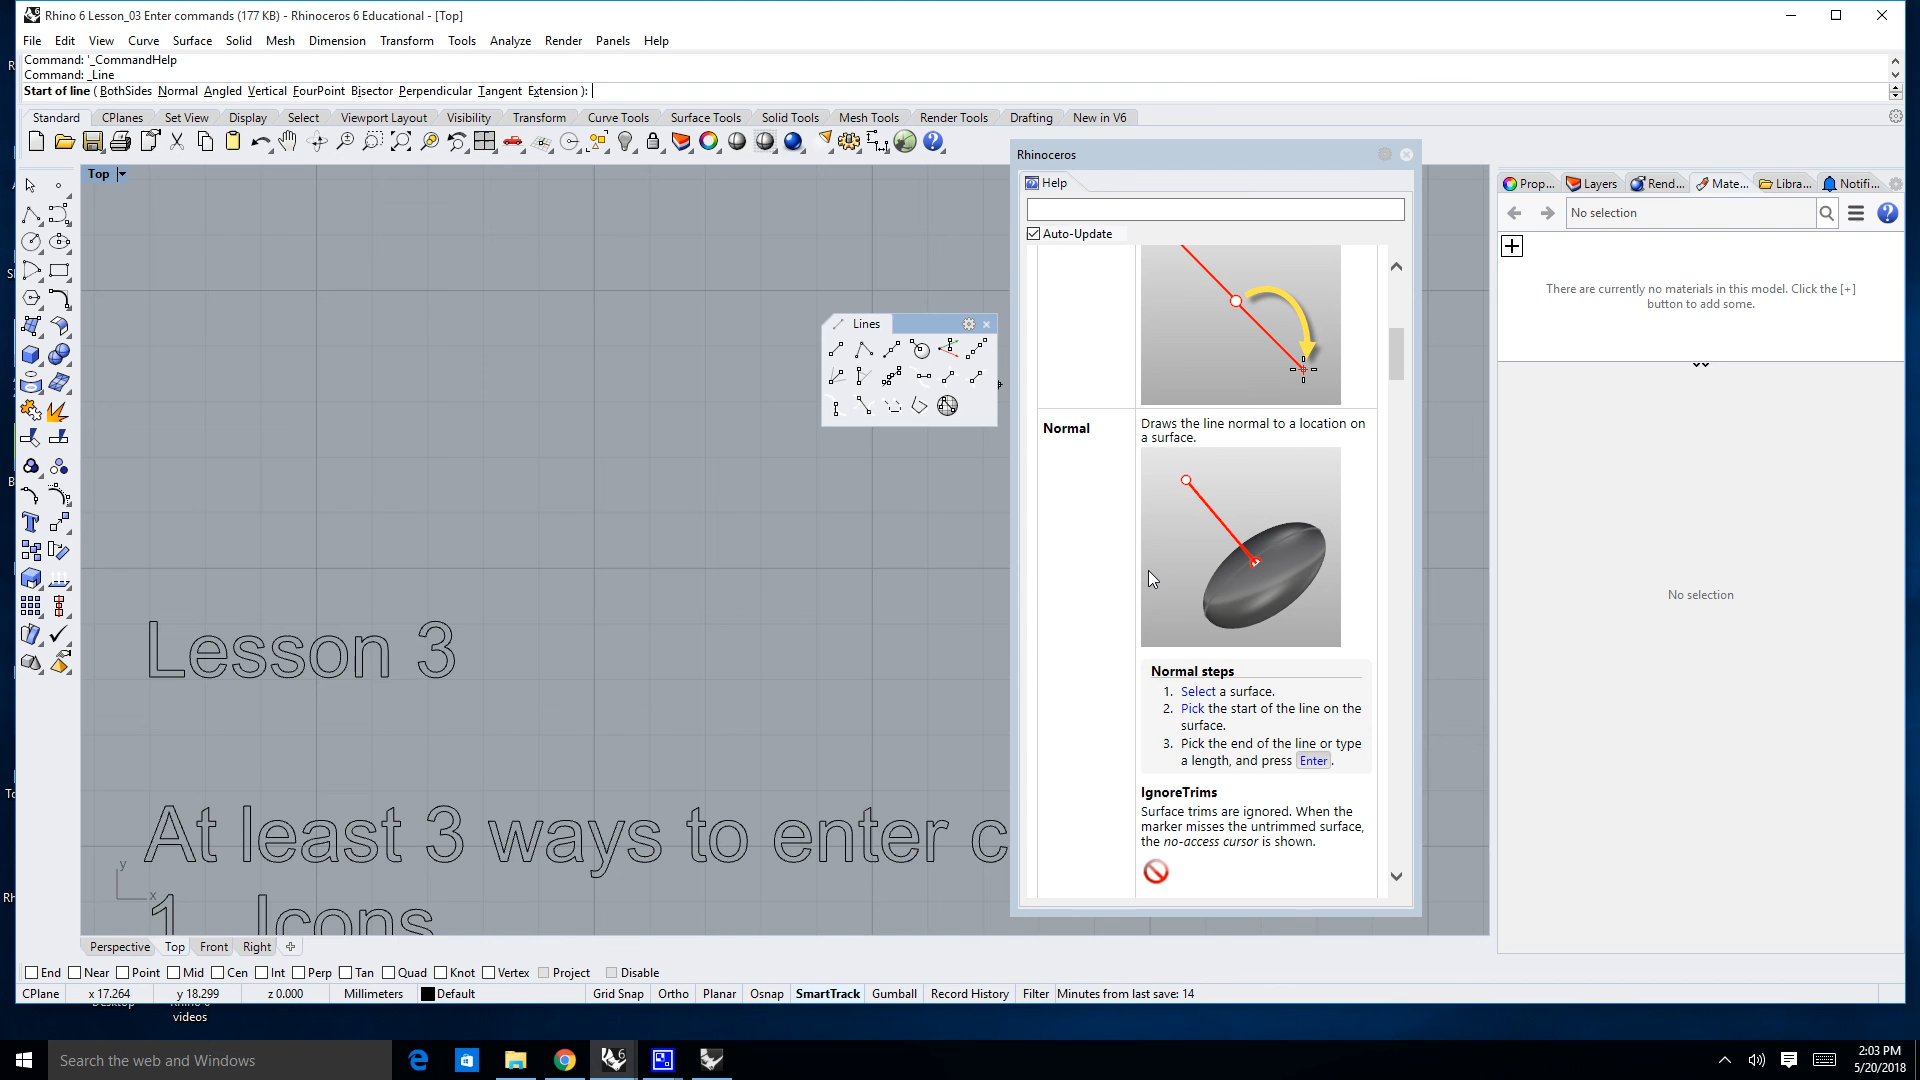 Rhino 6 Lesson_03 Enter commands (177 KB) - Rhinoceros 6 Educational - [Top]
File Edit View Curve Surface Solid Mesh Dimension Transform Tools Analyze Render Panels Help
Command: '_CommandHelp
Command: _Line
Start of line ( BothSides Normal Angled Vertical FourPoint Bisector Perpendicular Tangent Extension ):
Standard CPlanes Set View Display Select Viewport Layout Visibility Transform Curve Tools Surface Tools Solid Tools Mesh Tools Render Tools Drafting New in V6
Top
Rhinoceros
Help
Auto-Update
Prop... Layers Rend... Mate... Libra... Notifi...
No selection
There are currently no materials in this model. Click the [+]
button to add some.
No selection
Lines
Normal
Draws the line normal to a location on
a surface.
Normal steps
1. Select a surface.
2. Pick the start of the line on the
surface.
3. Pick the end of the line or type
a length, and press Enter.
IgnoreTrims
Surface trims are ignored. When the
marker misses the untrimmed surface,
the no-access cursor is shown.
Lesson 3
At least 3 ways to enter c
1. Icons
y
x
Perspective Top Front Right
End Near Point Mid Cen Int Perp Tan Quad Knot Vertex Project Disable
CPlane x 17.264 y 18.299 z 0.000 Millimeters Default Grid Snap Ortho Planar Osnap SmartTrack Gumball Record History Filter Minutes from last save: 14
videos
Search the web and Windows
2:03 PM
5/20/2018